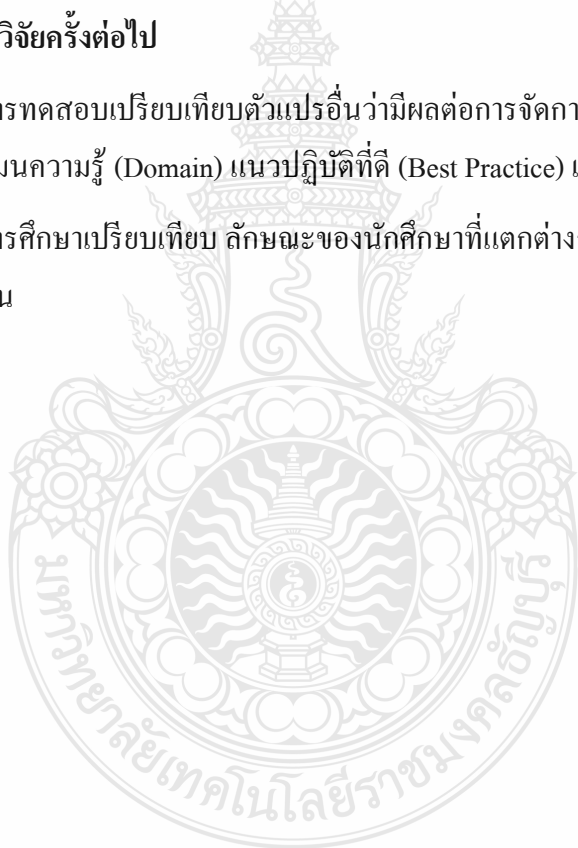 วิจัยครั้งต่อไป
ารทดสอบเปรียบเทียบตัวแปรอื่นว่ามีผลต่อการจัดกา
มนความรู้ (Domain) แนวปฏิบัติที่ดี (Best Practice) แ
ารศึกษาเปรียบเทียบ ลักษณะของนักศึกษาที่แตกต่าง
น
มหาวิทยาลัยเทคโนโลยีราชมงคลธัญบุรี